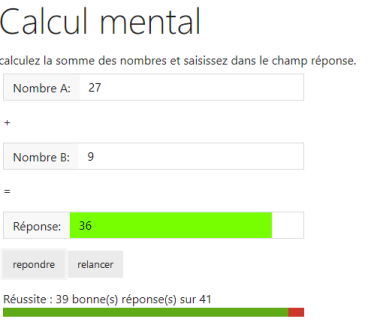 Calcul mental
calculez la somme des nombres et saisissez dans le champ réponse.
Nombre A: 27
+
Nombre B: 9
=
Réponse: 36
repondre relancer
Réussite : 39 bonne(s) réponse(s) sur 41